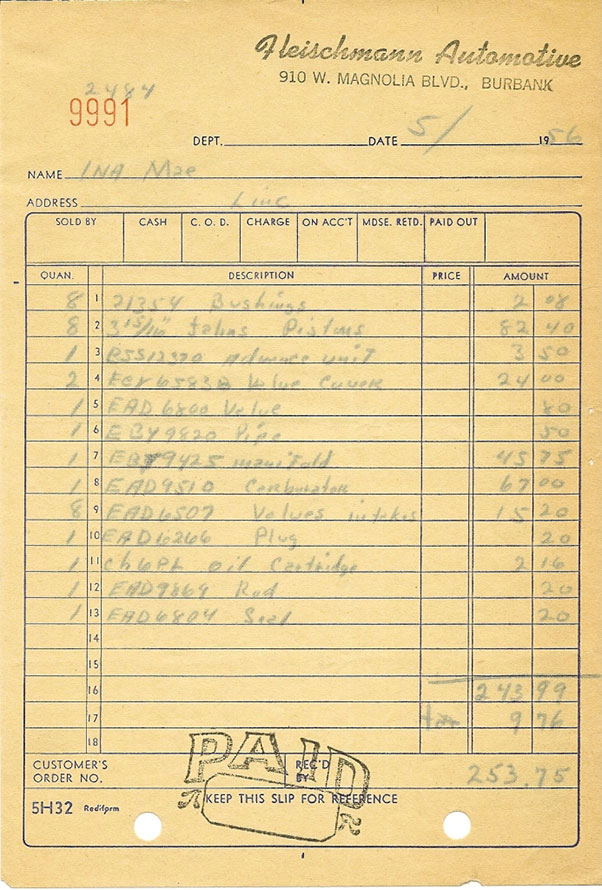 Fleischmann Automotive
910 W. MAGNOLIA BLVD., BURBANK
2484
9991
DEPT. DATE 5/ 1956
NAME INA Mae
ADDRESS Linc
SOLD BY CASH C. O. D. CHARGE ON ACC'T MDSE. RETD. PAID OUT
QUAN. DESCRIPTION PRICE AMOUNT
8 1 21354 Bushings 2 08
8 2 3 15/16" Jahns Pistons 82 40
1 3 advance unit 3 50
2 4 Cover 24 00
1 5 EAD 6800 Valve 80
1 6 EBY9820 Pipe 50
1 7 manifold 45 75
1 8 EAD9510 Carburator 67 00
8 9 EAD6507 Valves intakes 15 20
1 10 EAD6266 Plug 20
1 11 Ch6PL oil Cartridge 2 16
1 12 EAD9869 Rod 20
1 13 EAD6804 Seal 20
14
15
16 243 99
17 tax 9 76
18
CUSTOMER'S ORDER NO. REC'D BY 253.75
PAID
KEEP THIS SLIP FOR REFERENCE
5H32 Rediform